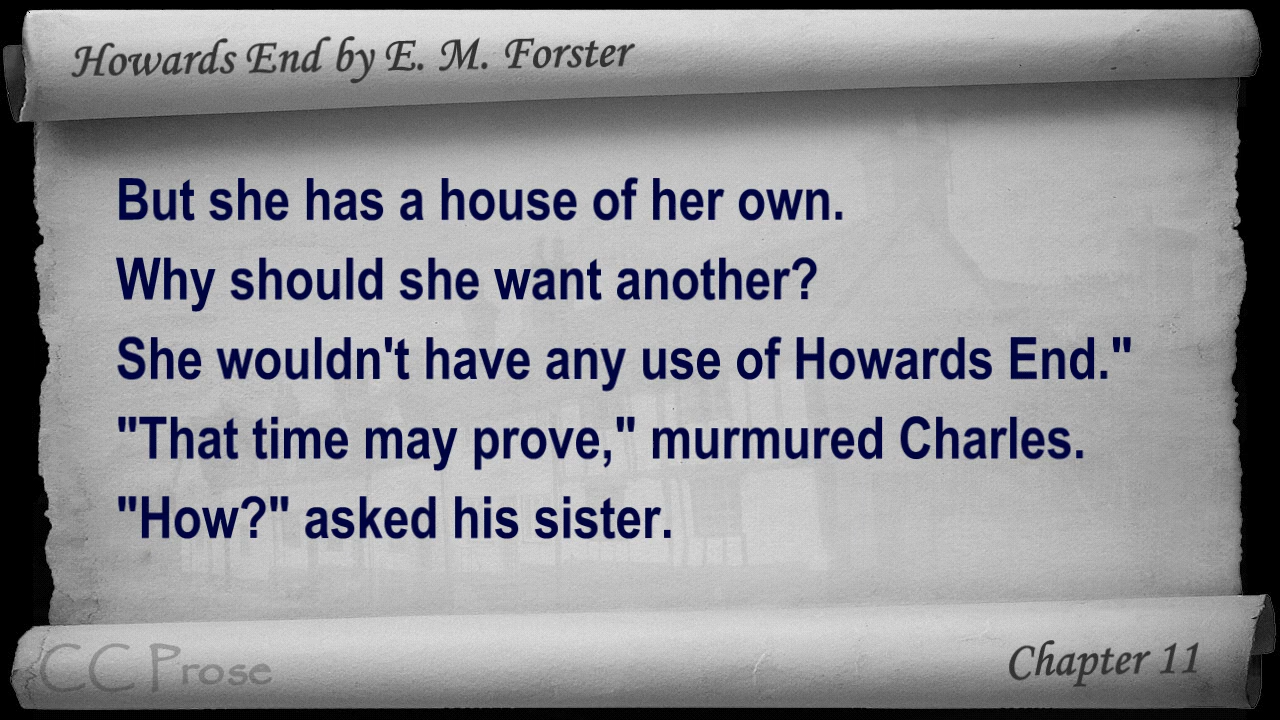 Howards End by E. M. Forster
But she has a house of her own.
Why should she want another?
She wouldn't have any use of Howards End."
"That time may prove," murmured Charles.
"How?" asked his sister.
CC Prose
Chapter 11